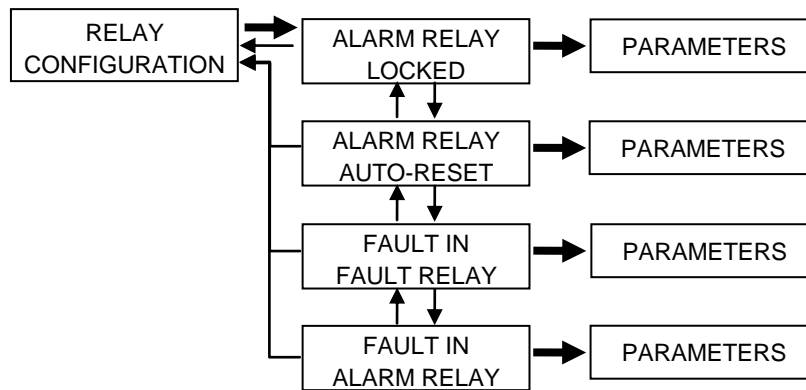 RELAY
CONFIGURATION
ALARM RELAY
LOCKED
PARAMETERS
ALARM RELAY
AUTO-RESET
PARAMETERS
FAULT IN
FAULT RELAY
PARAMETERS
FAULT IN
ALARM RELAY
PARAMETERS